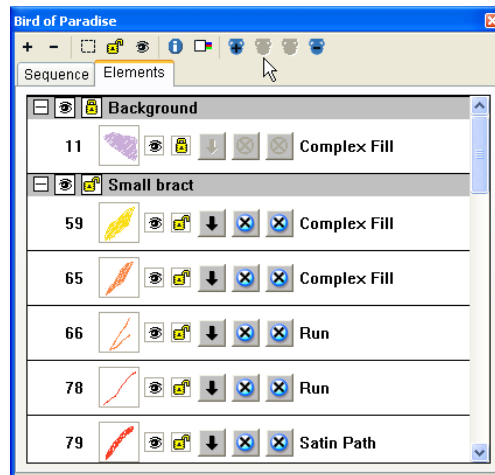 Bird of Paradise
Sequence Elements
Background
11 Complex Fill
Small bract
59 Complex Fill
65 Complex Fill
66 Run
78 Run
79 Satin Path